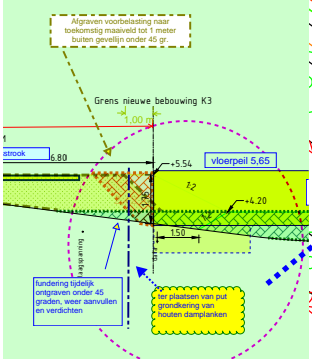 Afgraven voorbelasting naar
toekomstig maaiveld tot 1 meter
buiten gevellijn onder 45 gr.
Grens nieuwe bebouwing K3
1,00 m
strook
6.80
+5.54
vloerpeil 5,65
1:2
+4.20
1.50
fundering tijdelijk
ontgraven onder 45
graden, weer aanvullen
en verdichten
ter plaatsen van put
grondkering van
houten damplanken